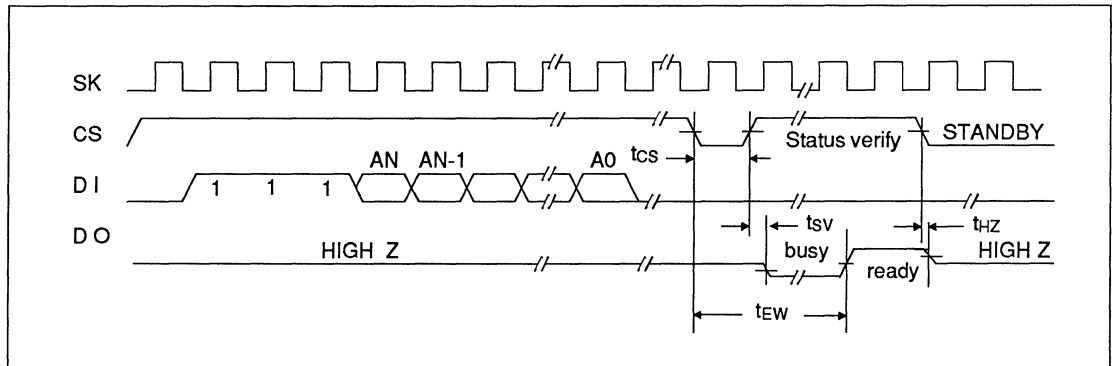 SK
CS
tCS
Status verify
STANDBY
AN AN-1 A0
DI 1 1 1
DO
tSV
tHZ
HIGH Z
busy
ready
HIGH Z
tEW